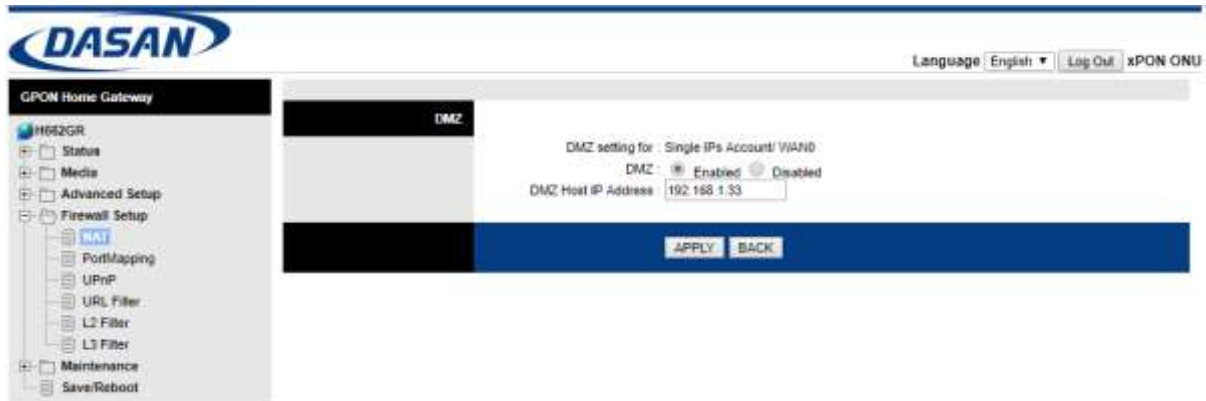 DASAN
Language English ▼ Log Out xPON ONU
GPON Home Gateway
H662GR
Status
Media
Advanced Setup
Firewall Setup
NAT
PortMapping
UPnP
URL Filter
L2 Filter
L3 Filter
Maintenance
Save/Reboot
DMZ
DMZ setting for : Single IPs Account/ WAN0
DMZ : Enabled Disabled
DMZ Host IP Address : 192.168.1.33
APPLY BACK